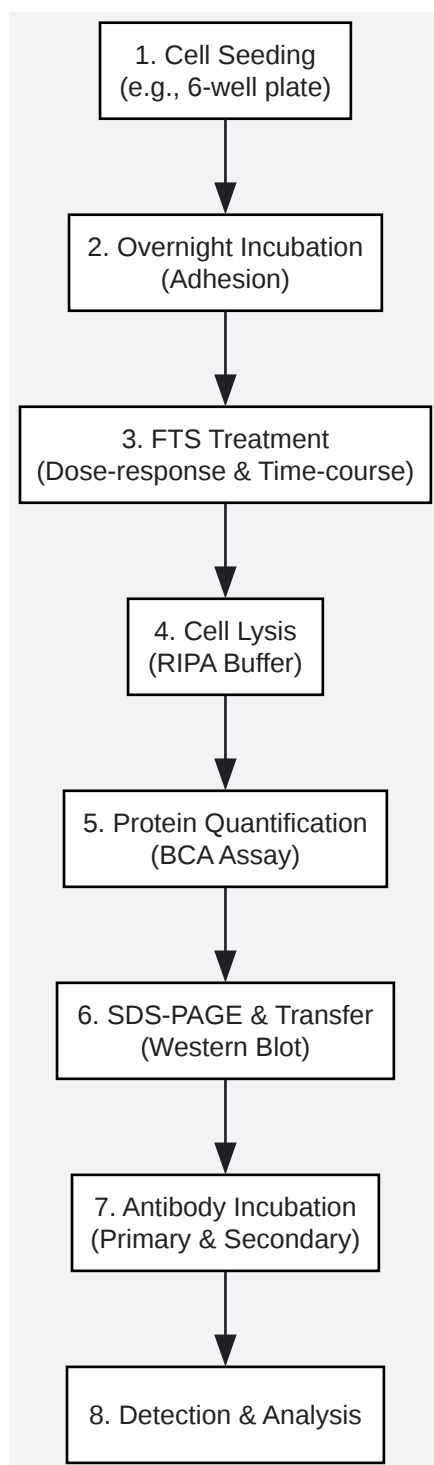 1. Cell Seeding
(e.g., 6-well plate)
2. Overnight Incubation
(Adhesion)
3. FTS Treatment
(Dose-response & Time-course)
4. Cell Lysis
(RIPA Buffer)
5. Protein Quantification
(BCA Assay)
6. SDS-PAGE & Transfer
(Western Blot)
7. Antibody Incubation
(Primary & Secondary)
8. Detection & Analysis